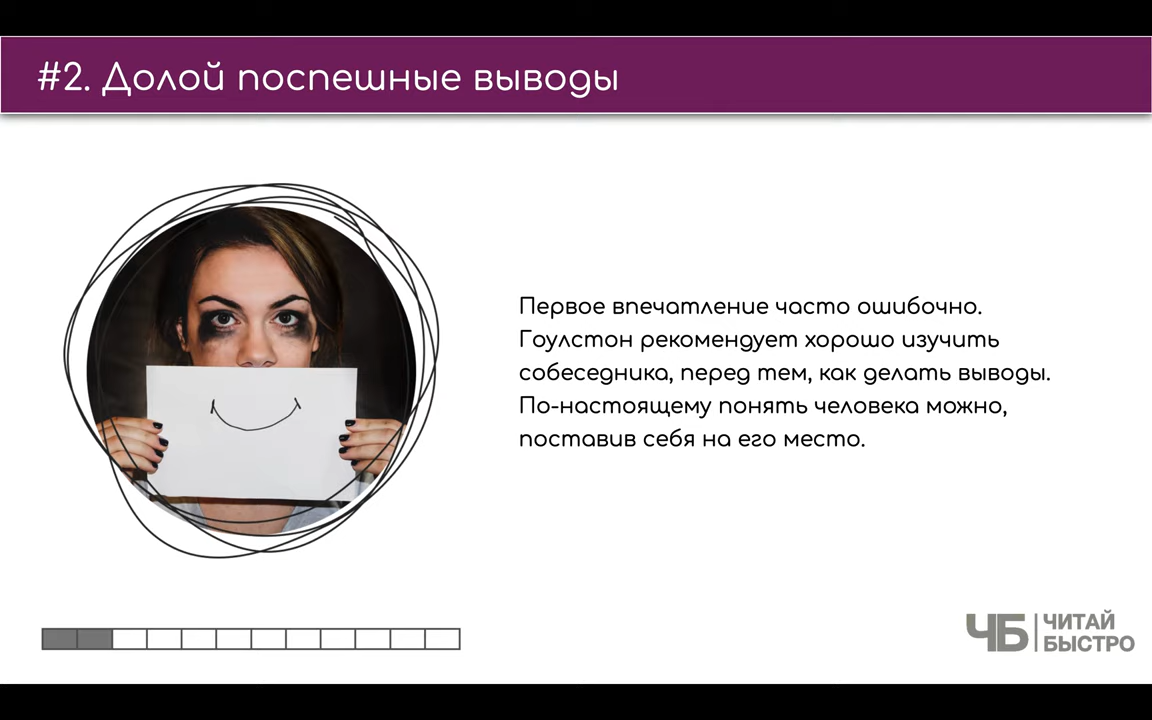 #2. Долой поспешные выводы
Первое впечатление часто ошибочно.
Гоулстон рекомендует хорошо изучить
собеседника, перед тем, как делать выводы.
По-настоящему понять человека можно,
поставив себя на его место.
ЧБ
ЧИТАЙ
БЫСТРО